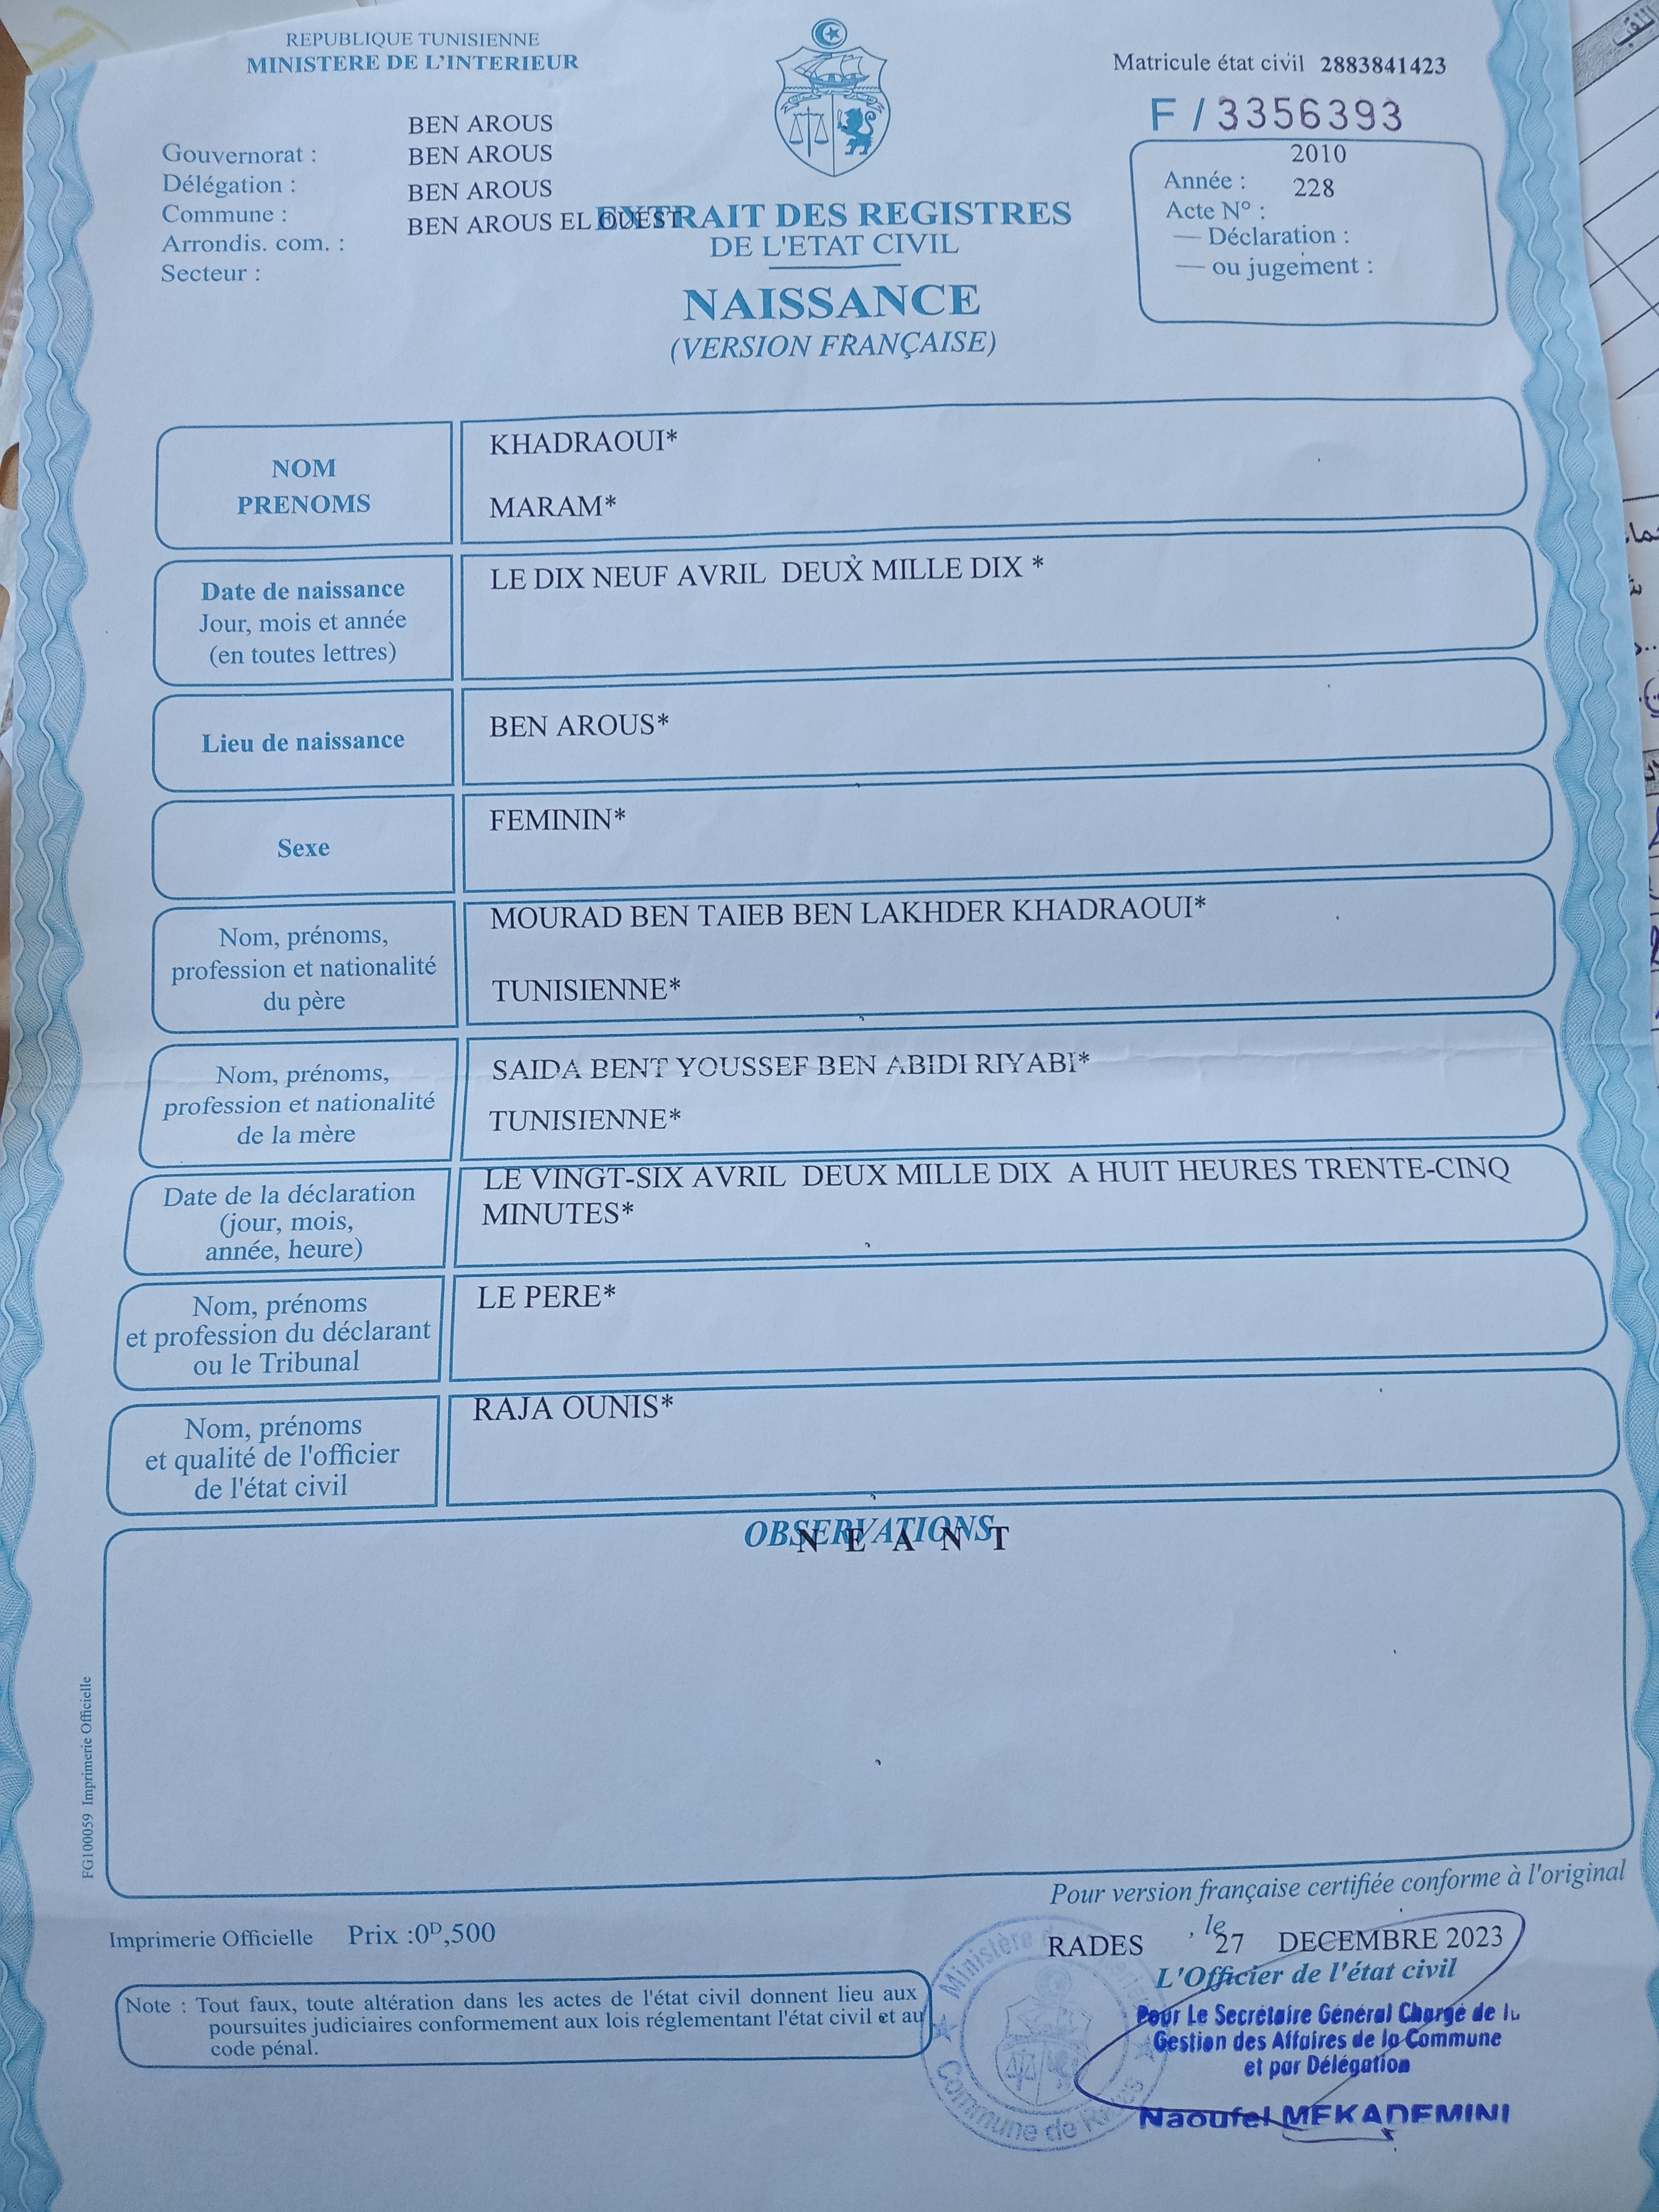 REPUBLIQUE TUNISIENNE
MINISTERE DE L'INTERIEUR
Matricule état civil 2883841423
F / 3356393
BEN AROUS
Gouvernorat : BEN AROUS
Délégation : BEN AROUS
Commune : BEN AROUS EL OUEST
Arrondis. com. :
Secteur :
2010
Année : 228
Acte N° :
— Déclaration :
— ou jugement :
EXTRAIT DES REGISTRES
DE L'ETAT CIVIL
NAISSANCE
(VERSION FRANÇAISE)
NOM KHADRAOUI*
PRENOMS MARAM*
Date de naissance
Jour, mois et année
(en toutes lettres)
LE DIX NEUF AVRIL DEUX MILLE DIX *
Lieu de naissance
BEN AROUS*
Sexe
FEMININ*
Nom, prénoms,
profession et nationalité
du père
MOURAD BEN TAIEB BEN LAKHDER KHADRAOUI*
TUNISIENNE*
Nom, prénoms,
profession et nationalité
de la mère
SAIDA BENT YOUSSEF BEN ABIDI RIYABI*
TUNISIENNE*
Date de la déclaration
(jour, mois,
année, heure)
LE VINGT-SIX AVRIL DEUX MILLE DIX A HUIT HEURES TRENTE-CINQ
MINUTES*
Nom, prénoms
et profession du déclarant
ou le Tribunal
LE PERE*
Nom, prénoms
et qualité de l'officier
de l'état civil
RAJA OUNIS*
OBSERVATIONS
N E A N T
FG100059 Imprimerie Officielle
Pour version française certifiée conforme à l'original
Imprimerie Officielle Prix :0ᴰ,500
RADES , le 27 DECEMBRE 2023
L'Officier de l'état civil
Pour Le Secrétaire Général Chargé de la
Gestion des Affaires de la Commune
et par Délégation
Naoufel MEKADEMINI
Ministère de
Commune de Rades
Note : Tout faux, toute altération dans les actes de l'état civil donnent lieu aux
poursuites judiciaires conformement aux lois réglementant l'état civil et au
code pénal.